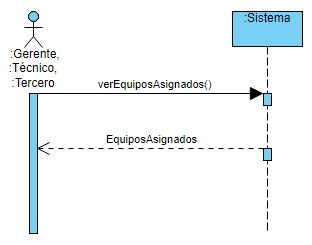 :Sistema
:Gerente,
:Técnico,
:Tercero
verEquiposAsignados()
EquiposAsignados